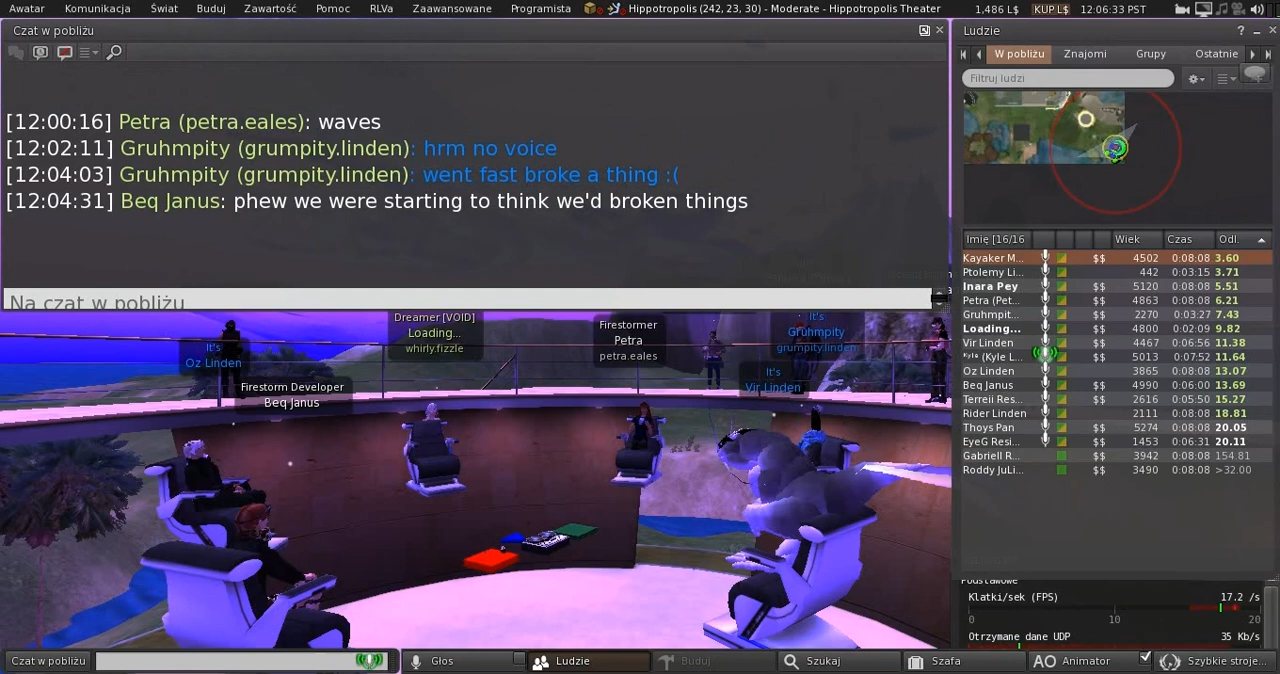 Awatar Komunikacja Świat Buduj Zawartość Pomoc RLVa Zaawansowane Programista Hippotropolis (242, 23, 30) - Moderate - Hippotropolis Theater 1,486 L$ KUP L$ 12:06:33 PST
Czat w pobliżu
[12:00:16] Petra (petra.eales): waves
[12:02:11] Gruhmpity (grumpity.linden): hrm no voice
[12:04:03] Gruhmpity (grumpity.linden): went fast broke a thing :(
[12:04:31] Beq Janus: phew we were starting to think we'd broken things
Na czat w pobliżu
Dreamer [VOID]
Loading...
whirly.fizzle
Firestormer
Petra
petra.eales
It's
Gruhmpity
grumpity.linden
It's
Oz Linden
It's
Vir Linden
Firestorm Developer
Beq Janus
Ludzie
W pobliżu Znajomi Grupy Ostatnie
Filtruj ludzi
Imię [16/16 Wiek Czas Odl.
Kayaker M... $$ 4502 0:08:08 3.60
Ptolemy Li... 442 0:03:15 3.71
Inara Pey $$ 5120 0:08:08 5.51
Petra (Pet... $$ 4863 0:08:08 6.21
Gruhmpit... $$ 2270 0:03:27 7.43
Loading... $$ 4800 0:02:09 9.82
Vir Linden $$ 4467 0:06:56 11.38
ᴷʸˡᵉ (Kyle L... $$ 5013 0:07:52 11.64
Oz Linden 3865 0:08:08 13.07
Beq Janus $$ 4990 0:06:00 13.69
Terreii Res... $$ 2616 0:05:50 15.27
Rider Linden 2111 0:08:08 18.81
Thoys Pan $$ 5274 0:08:08 20.05
EyeG Resi... $$ 1453 0:06:31 20.11
Gabriell R... $$ 3942 0:08:08 154.81
Roddy JuLi... $$ 3490 0:08:08 >32.00
Podstawowe
Klatki/sek (FPS) 17.2 /s
0 10 20
Otrzymane dane UDP 35 Kb/s
Czat w pobliżu Głos Ludzie Buduj Szukaj Szafa AO Animator Szybkie stroje...